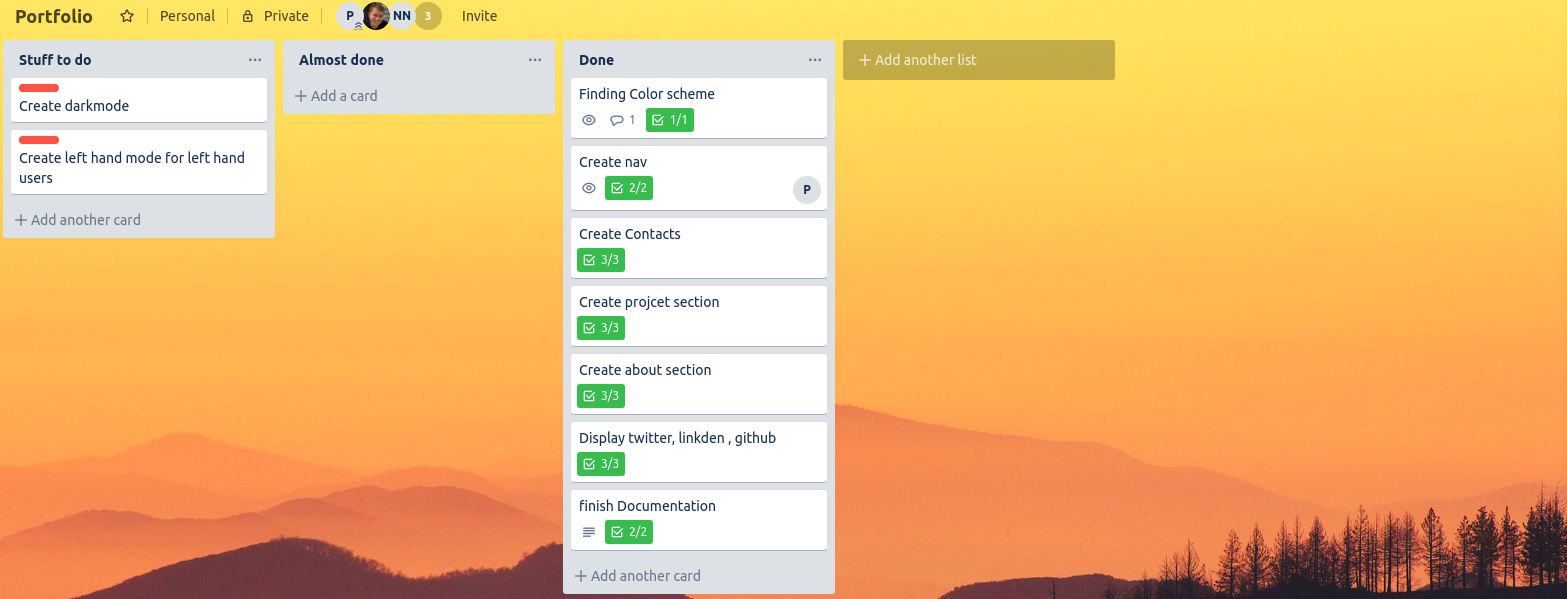 Portfolio Personal Private P NN 3 Invite
Stuff to do
Create darkmode
Create left hand mode for left hand
users
Add another card
Almost done
Add a card
Done
Finding Color scheme
1 1/1
Create nav
2/2 P
Create Contacts
3/3
Create projcet section
3/3
Create about section
3/3
Display twitter, linkden , github
3/3
finish Documentation
2/2
Add another card
Add another list